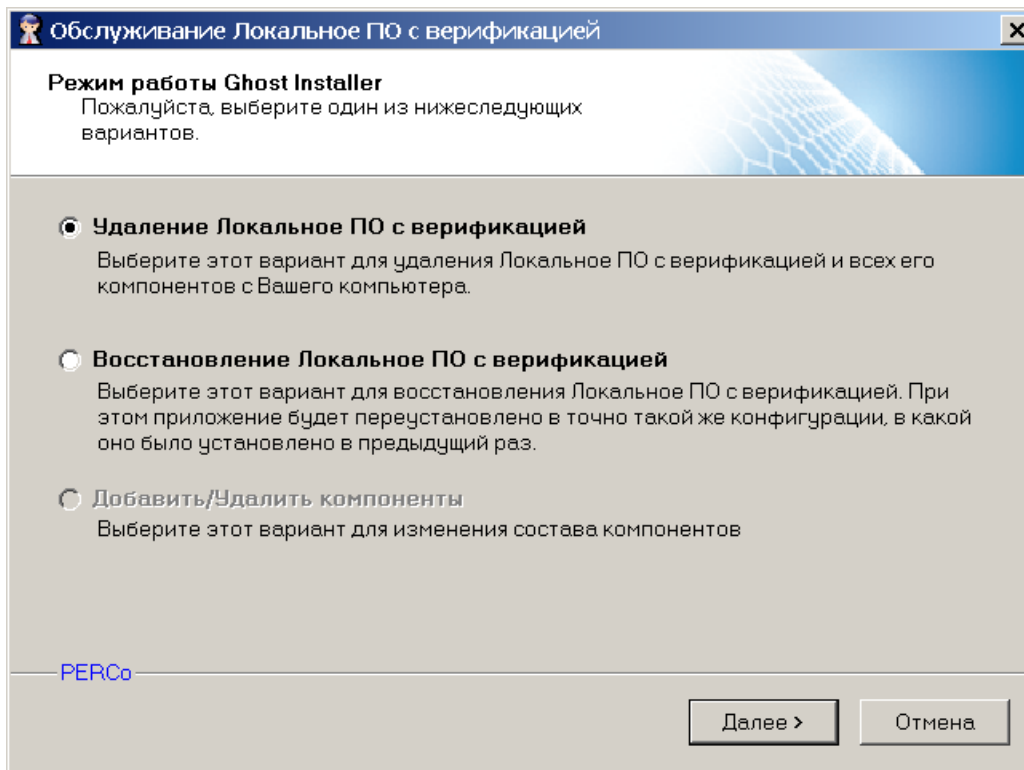 Обслуживание Локальное ПО с верификацией
Режим работы Ghost Installer
Пожалуйста, выберите один из нижеследующих
вариантов.
Удаление Локальное ПО с верификацией
Выберите этот вариант для удаления Локальное ПО с верификацией и всех его
компонентов с Вашего компьютера.
Восстановление Локальное ПО с верификацией
Выберите этот вариант для восстановления Локальное ПО с верификацией. При
этом приложение будет переустановлено в точно такой же конфигурации, в какой
оно было установлено в предыдущий раз.
Добавить/Удалить компоненты
Выберите этот вариант для изменения состава компонентов
PERCo
Далее >
Отмена